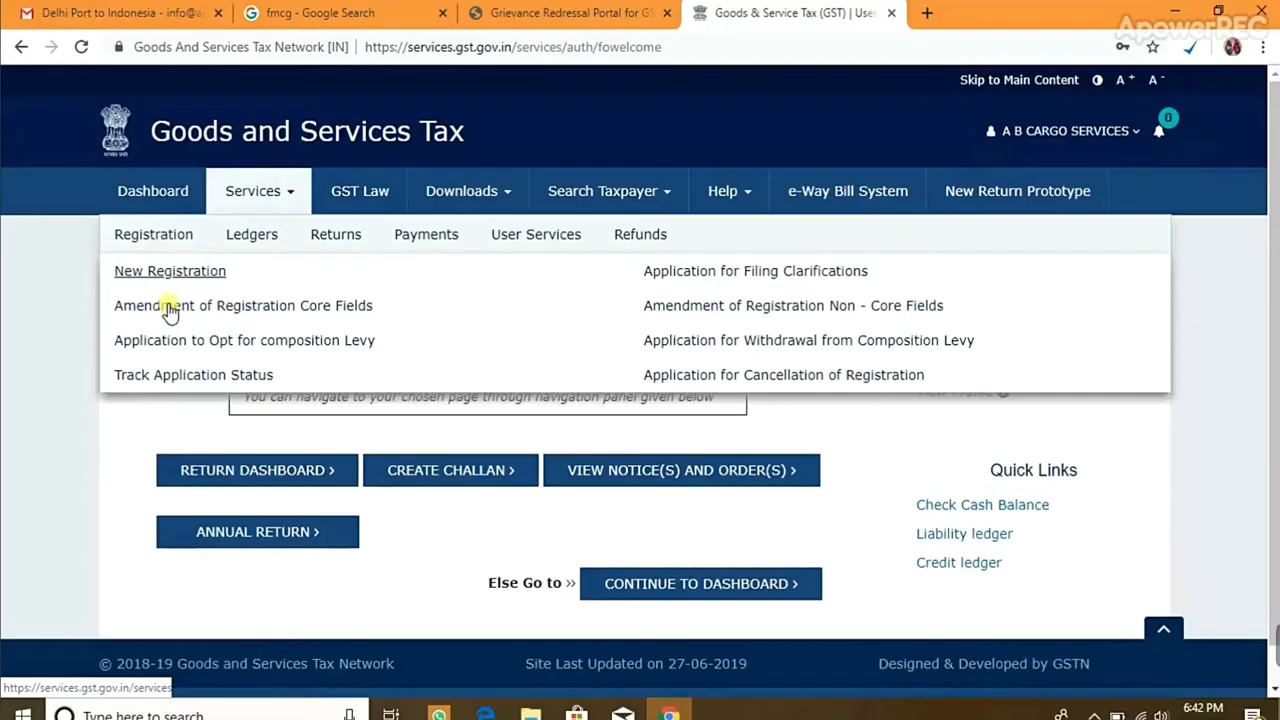 Delhi Port to Indonesia - info@a
fmcg - Google Search
Grievance Redressal Portal for GS
Goods & Service Tax (GST) | User
ApowerREC
Goods And Services Tax Network [IN]
https://services.gst.gov.in/services/auth/fowelcome
Skip to Main Content
A+
A-
Goods and Services Tax
A B CARGO SERVICES
0
Dashboard
Services
GST Law
Downloads
Search Taxpayer
Help
e-Way Bill System
New Return Prototype
Registration
Ledgers
Returns
Payments
User Services
Refunds
New Registration
Application for Filing Clarifications
Amendment of Registration Core Fields
Amendment of Registration Non - Core Fields
Application to Opt for composition Levy
Application for Withdrawal from Composition Levy
Track Application Status
Application for Cancellation of Registration
You can navigate to your chosen page through navigation panel given below
RETURN DASHBOARD >
CREATE CHALLAN >
VIEW NOTICE(S) AND ORDER(S) >
Quick Links
Check Cash Balance
ANNUAL RETURN >
Liability ledger
Credit ledger
Else Go to »
CONTINUE TO DASHBOARD >
© 2018-19 Goods and Services Tax Network
Site Last Updated on 27-06-2019
Designed & Developed by GSTN
https://services.gst.gov.in/services
Type here to search
6:42 PM